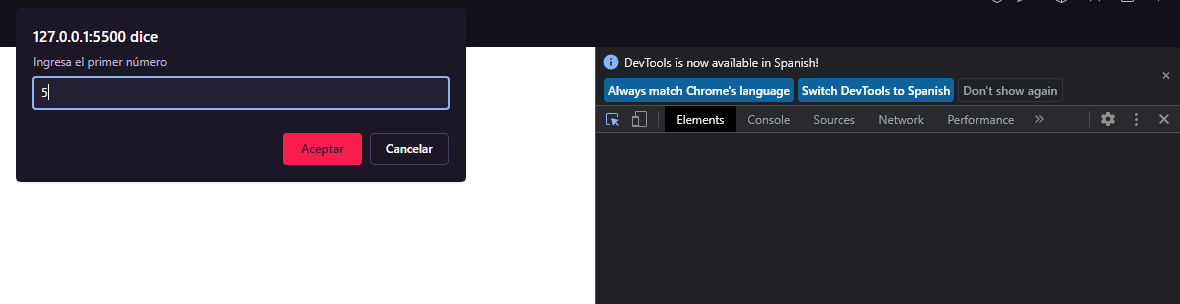 127.0.0.1:5500 dice
Ingresa el primer número
5
Aceptar Cancelar
DevTools is now available in Spanish!
Always match Chrome's language Switch DevTools to Spanish Don't show again
Elements Console Sources Network Performance